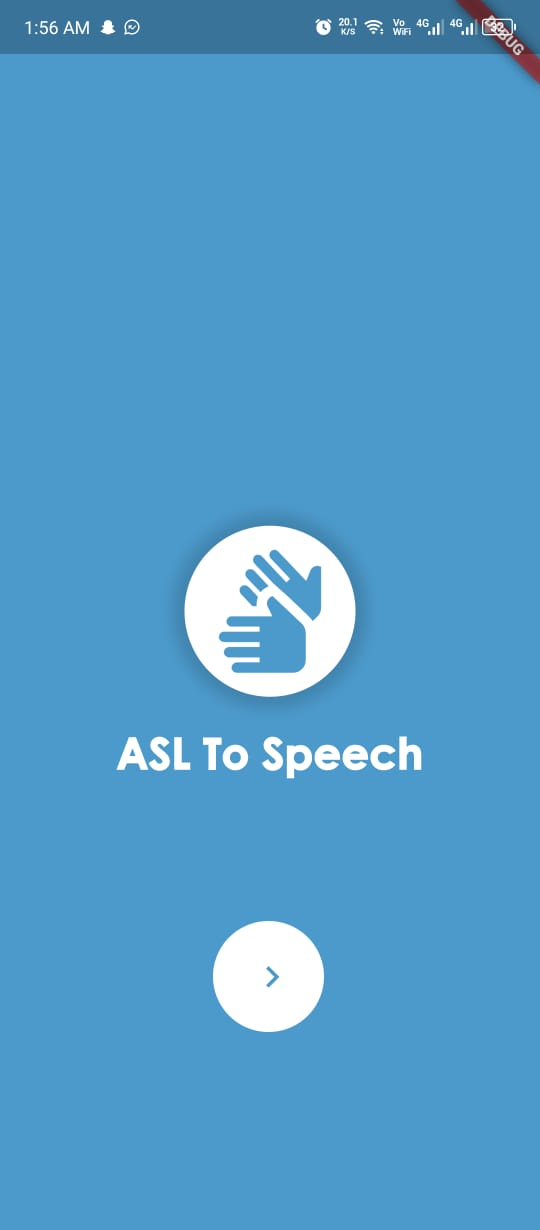 1:56 AM
20.1
K/S
Vo
WiFi
4G
4G
DEBUG
ASL To Speech